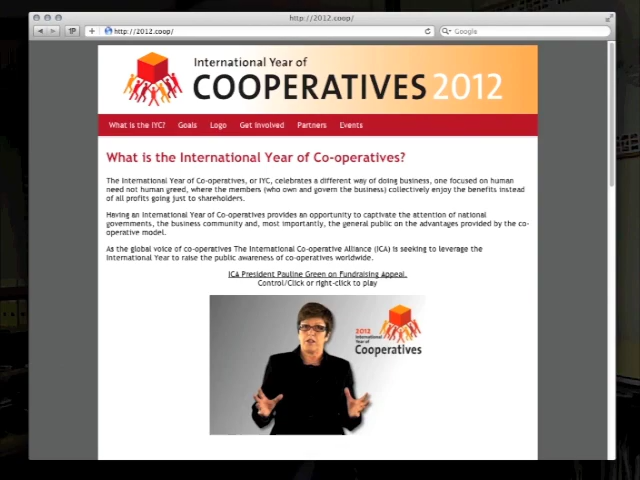 http://2012.coop/
http://2012.coop/
Google
International Year of
COOPERATIVES 2012
What is the IYC? Goals Logo Get Involved Partners Events
What is the International Year of Co-operatives?
The International Year of Co-operatives, or IYC, celebrates a different way of doing business, one focused on human
need not human greed, where the members (who own and govern the business) collectively enjoy the benefits instead
of all profits going just to shareholders.
Having an International Year of Co-operatives provides an opportunity to captivate the attention of national
governments, the business community and, most importantly, the general public on the advantages provided by the co-
operative model.
As the global voice of co-operatives The International Co-operative Alliance (ICA) is seeking to leverage the
International Year to raise the public awareness of co-operatives worldwide.
ICA President Pauline Green on Fundraising Appeal.
Control/Click or right-click to play
2012
International
Year of
Cooperatives